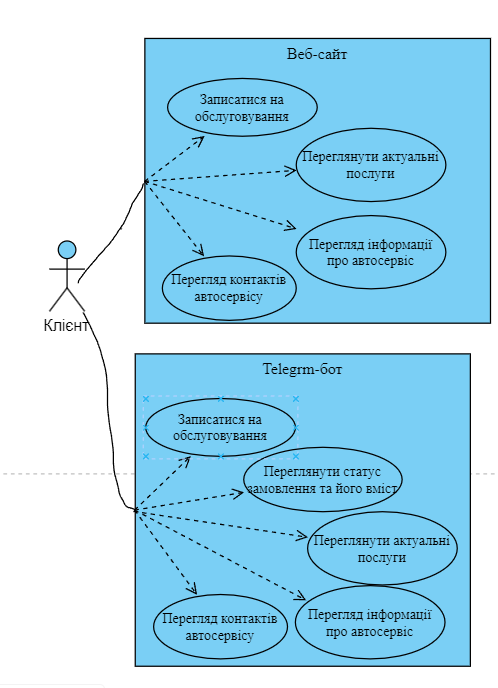 Веб-сайт
Записатися на
обслуговування
Переглянути актуальні
послуги
Перегляд інформації
про автосервіс
Перегляд контактів
автосервісу
Клієнт
Telegrm-бот
Записатися на
обслуговування
Переглянути статус
замовлення та його вміст
Переглянути актуальні
послуги
Перегляд контактів
автосервісу
Перегляд інформації
про автосервіс